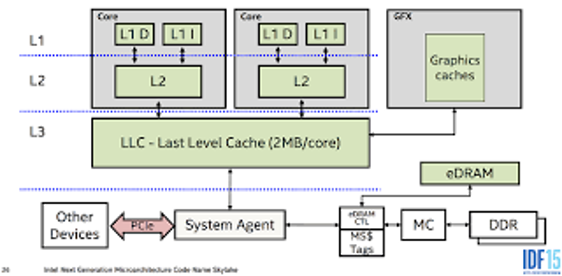 Core
Core
GFX
L1
L1 D
L1 I
L1 D
L1 I
Graphics
caches
L2
L2
L2
L3
LLC - Last Level Cache (2MB/core)
eDRAM
Other
Devices
PCIe
System Agent
eDRAM
CTL
MS$
Tags
MC
DDR
26
Intel Next Generation Microarchitecture Code Name Skylake
IDF15